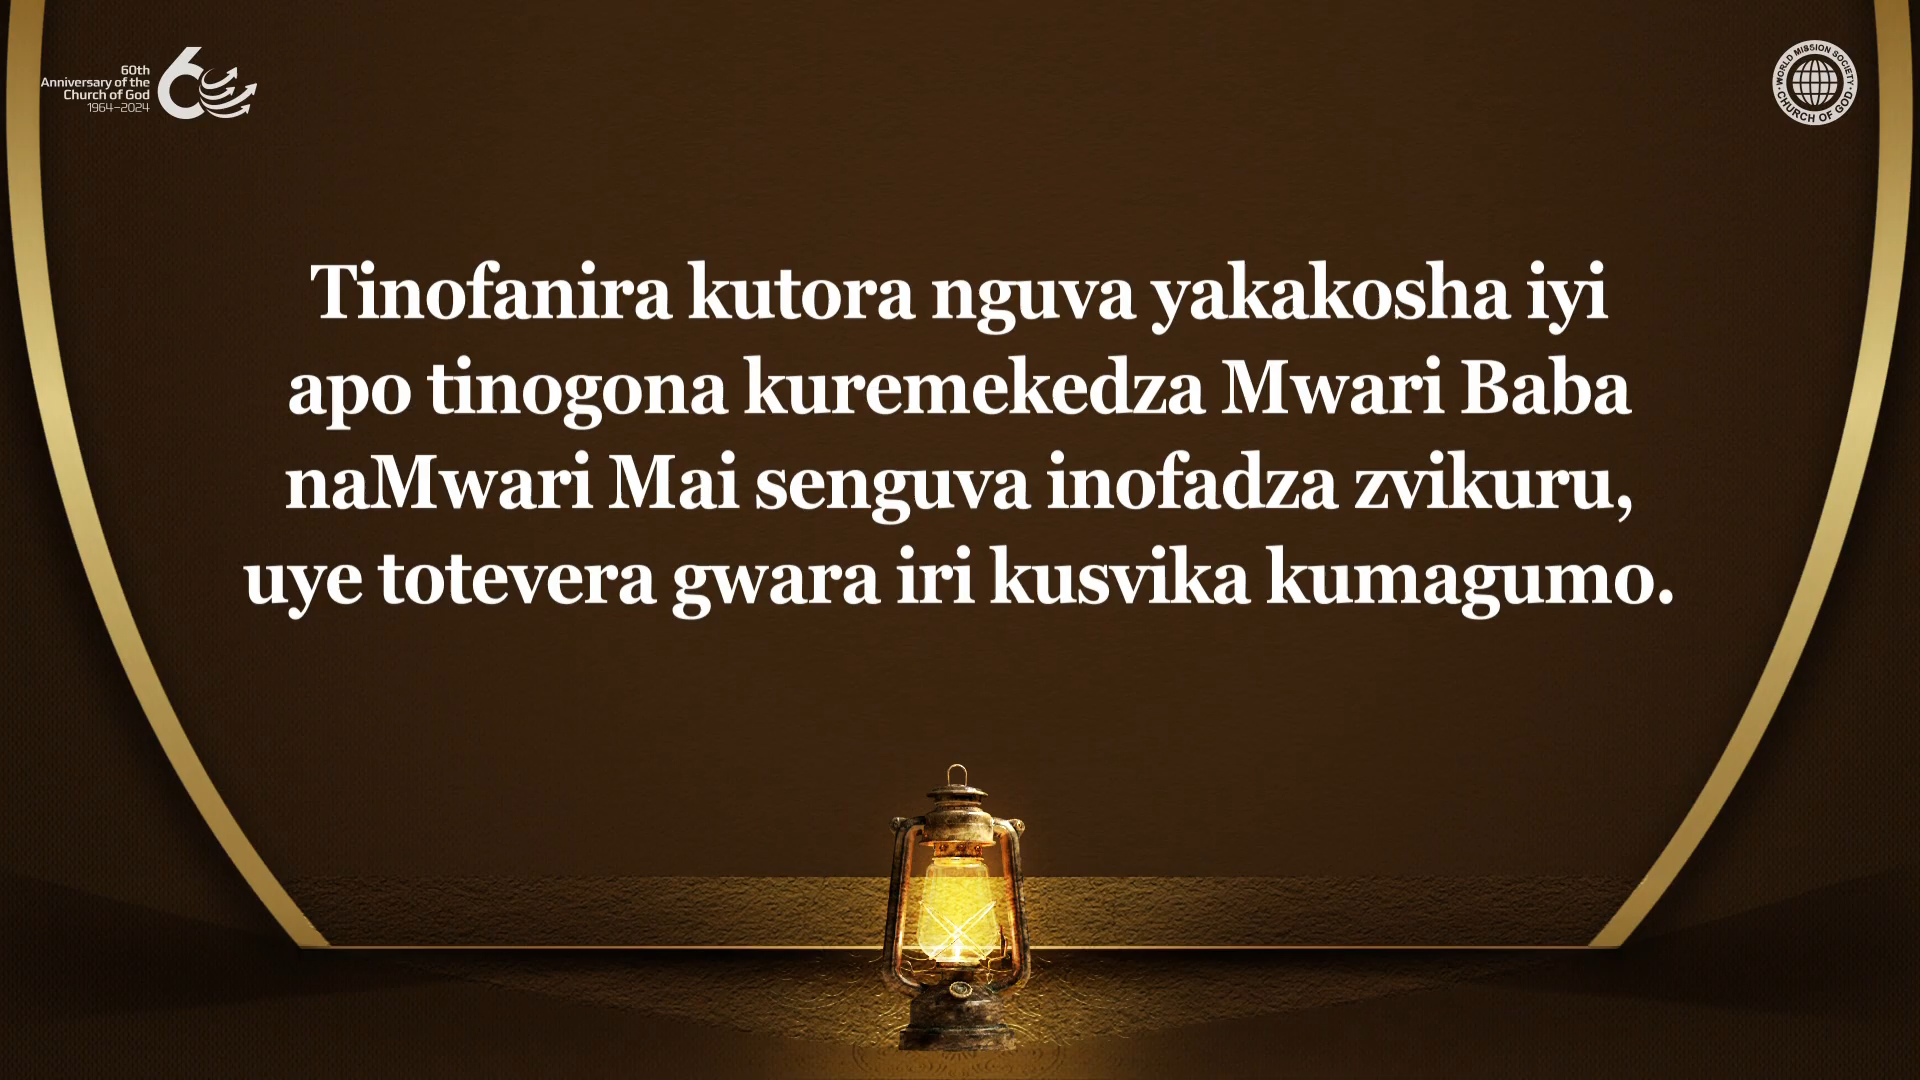 60th
Anniversary of the
Church of God
1964–2024
60
WORLD MISSION SOCIETY
CHURCH OF GOD
Tinofanira kutora nguva yakakosha iyi
apo tinogona kuremekedza Mwari Baba
naMwari Mai senguva inofadza zvikuru,
uye totevera gwara iri kusvika kumagumo.